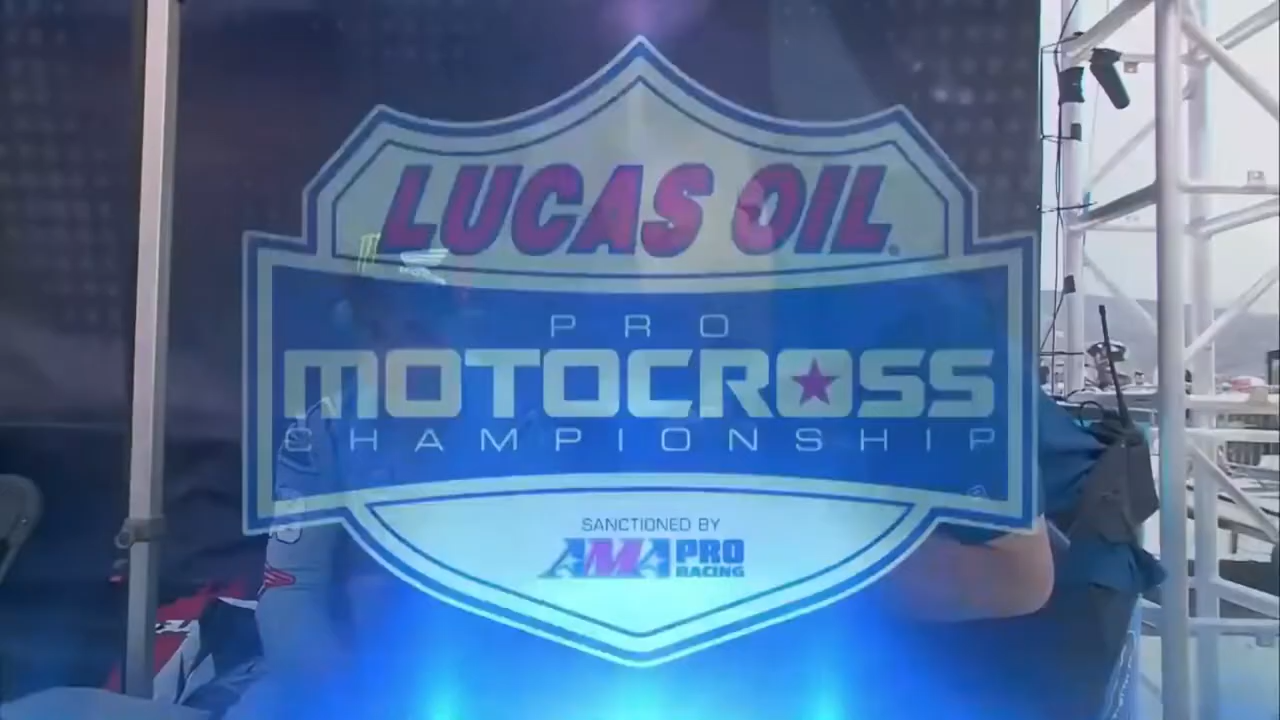 LUCAS OIL
PRO
MOTOCROSS
CHAMPIONSHIP
SANCTIONED BY
AMA PRO
RACING